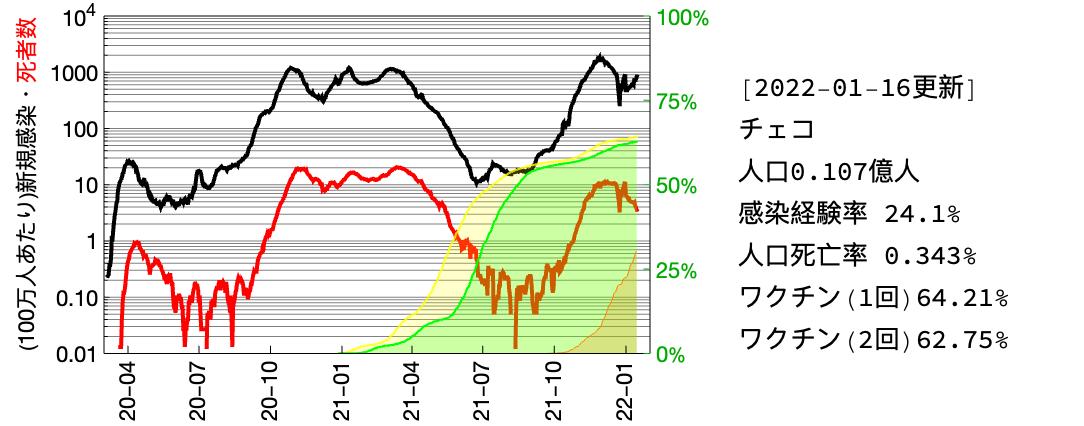 (100万人あたり)新規感染・死者数
10^4
1000
100
10
1
0.10
0.01
100%
75%
50%
25%
0%
20-04
20-07
20-10
21-01
21-04
21-07
21-10
22-01
[2022-01-16更新]
チェコ
人口0.107億人
感染経験率 24.1%
人口死亡率 0.343%
ワクチン(1回)64.21%
ワクチン(2回)62.75%